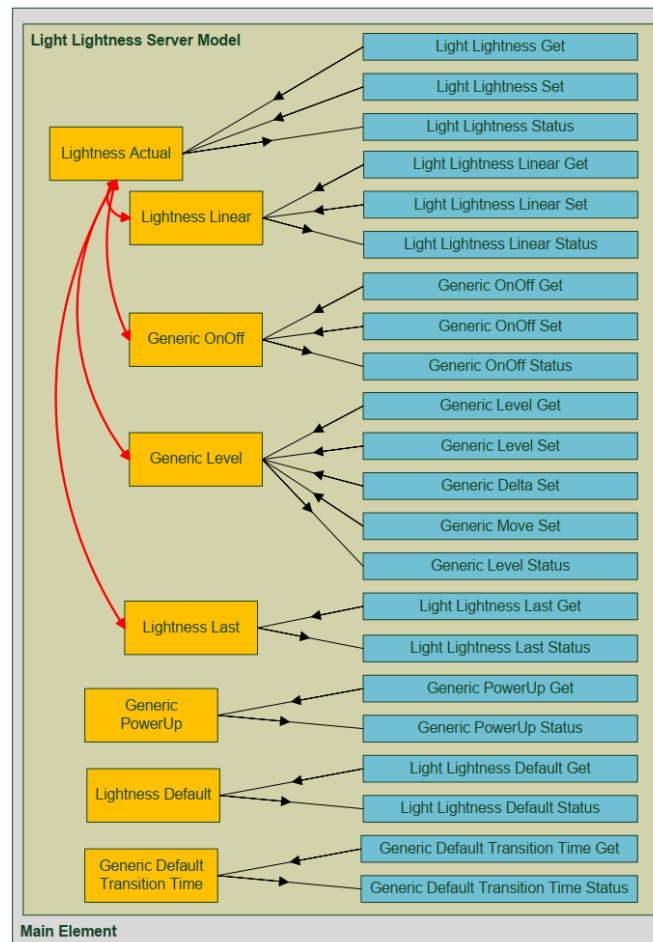 Light Lightness Server Model
Light Lightness Get
Light Lightness Set
Light Lightness Status
Lightness Actual
Light Lightness Linear Get
Light Lightness Linear Set
Light Lightness Linear Status
Lightness Linear
Generic OnOff Get
Generic OnOff Set
Generic OnOff Status
Generic OnOff
Generic Level Get
Generic Level Set
Generic Delta Set
Generic Move Set
Generic Level Status
Generic Level
Light Lightness Last Get
Light Lightness Last Status
Lightness Last
Generic PowerUp Get
Generic PowerUp Status
Generic
PowerUp
Light Lightness Default Get
Light Lightness Default Status
Lightness Default
Generic Default Transition Time Get
Generic Default Transition Time Status
Generic Default
Transition Time
Main Element